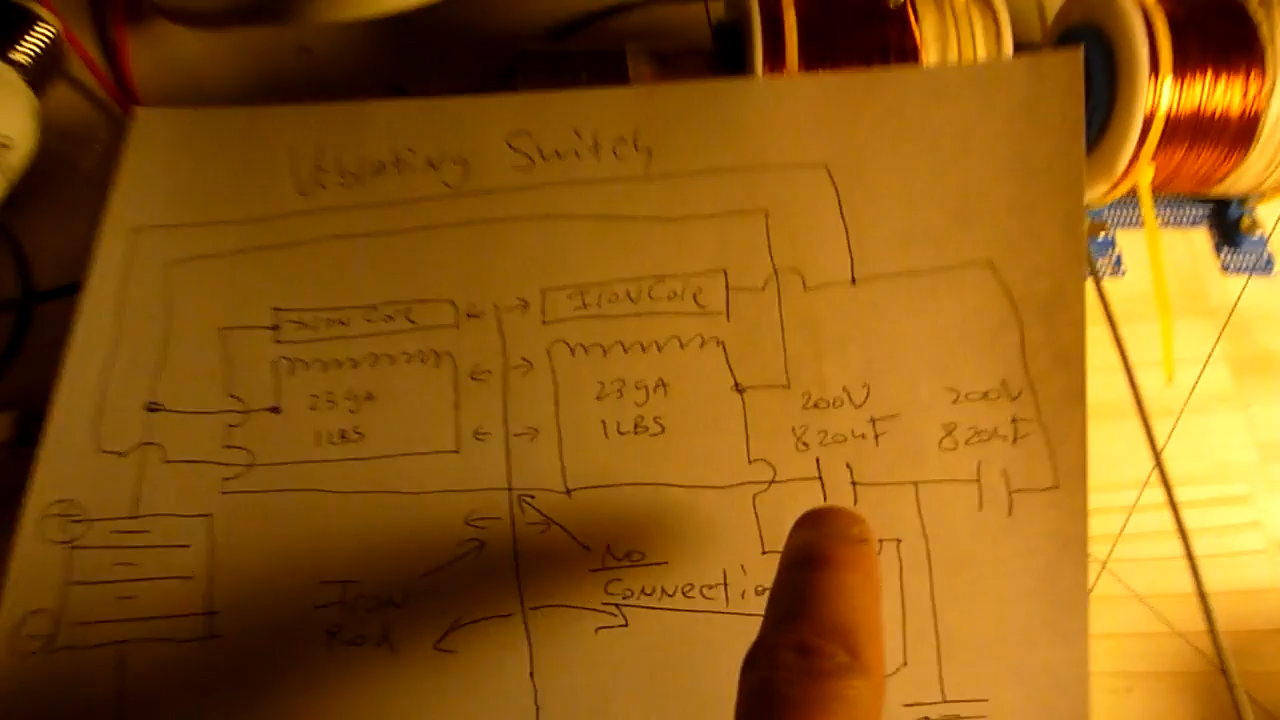 Vibrating Switch
Iron Core
Iron Core
23 gA
1 LBS
23 gA
1 LBS
200V
820uF
200V
820uF
No
Connection
Iron
Rod